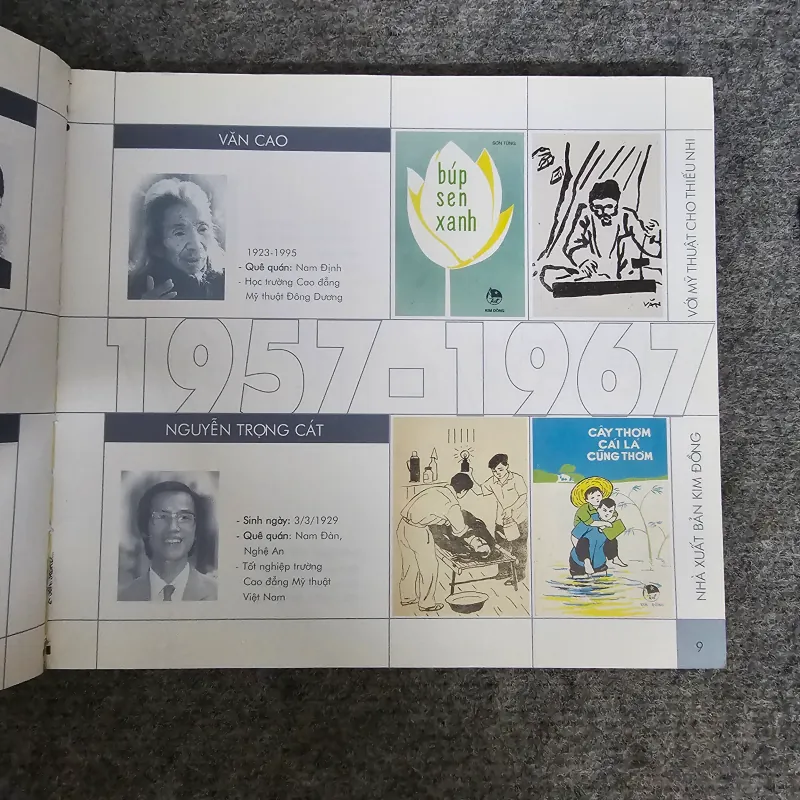 VĂN CAO
1923-1995
- Quê quán: Nam Định
- Học trường Cao đẳng
Mỹ thuật Đông Dương
SƠN TÙNG
búp
sen
xanh
KIM ĐỒNG
VĂN
VỚI MỸ THUẬT CHO THIẾU NHI
1957-1967
NGUYỄN TRỌNG CÁT
- Sinh ngày: 3/3/1929
- Quê quán: Nam Đàn,
Nghệ An
- Tốt nghiệp trường
Cao đẳng Mỹ thuật
Việt Nam
CÂY THƠM
CÁI LÁ
CŨNG THƠM
KIM ĐỒNG
NHÀ XUẤT BẢN KIM ĐỒNG
9